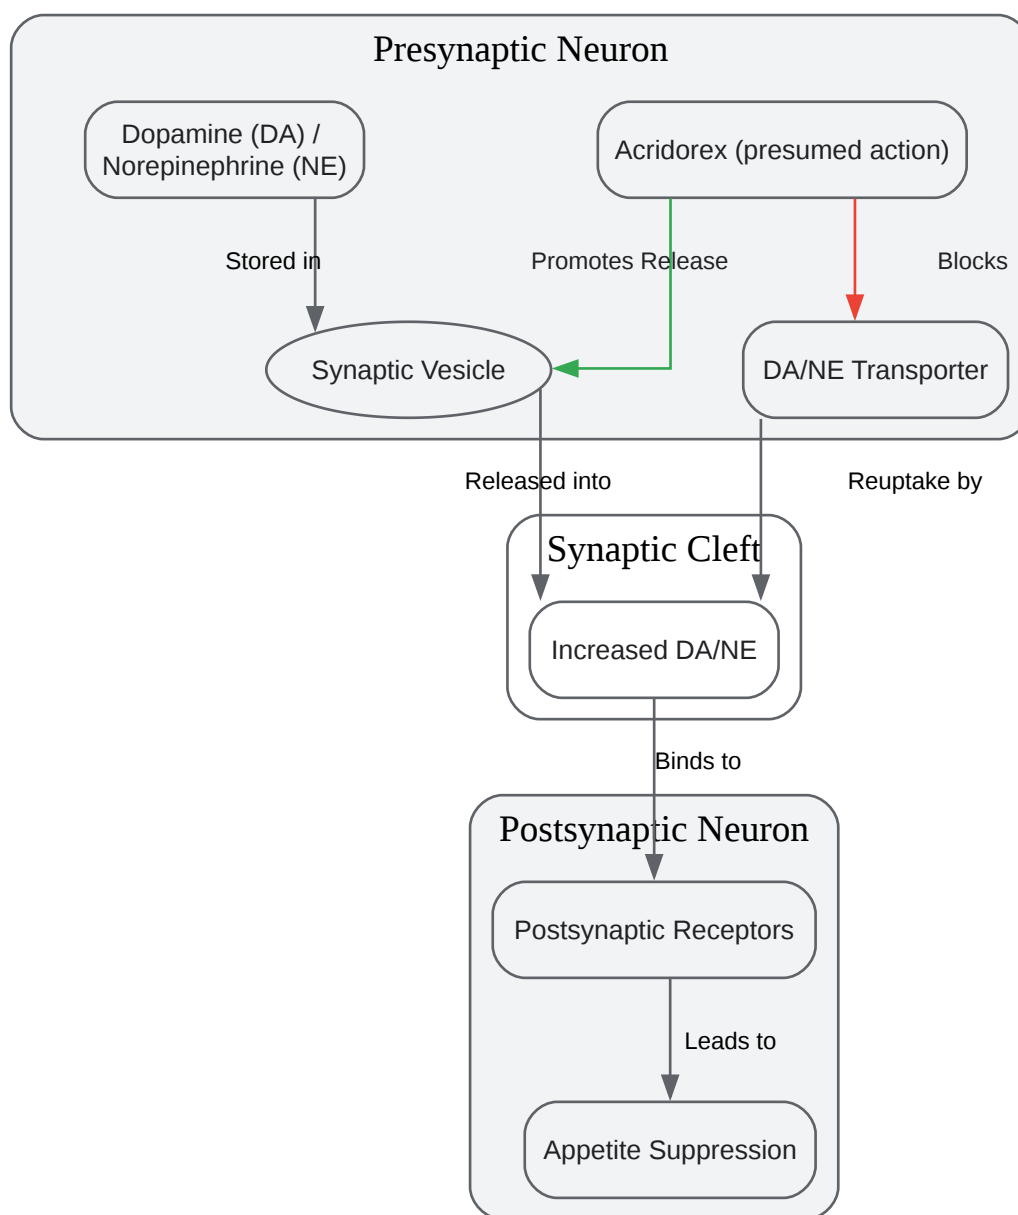 Presynaptic Neuron
Dopamine (DA) /
Norepinephrine (NE)
Acridorex (presumed action)
Stored in
Promotes Release
Blocks
Synaptic Vesicle
DA/NE Transporter
Released into
Reuptake by
Synaptic Cleft
Increased DA/NE
Binds to
Postsynaptic Neuron
Postsynaptic Receptors
Leads to
Appetite Suppression